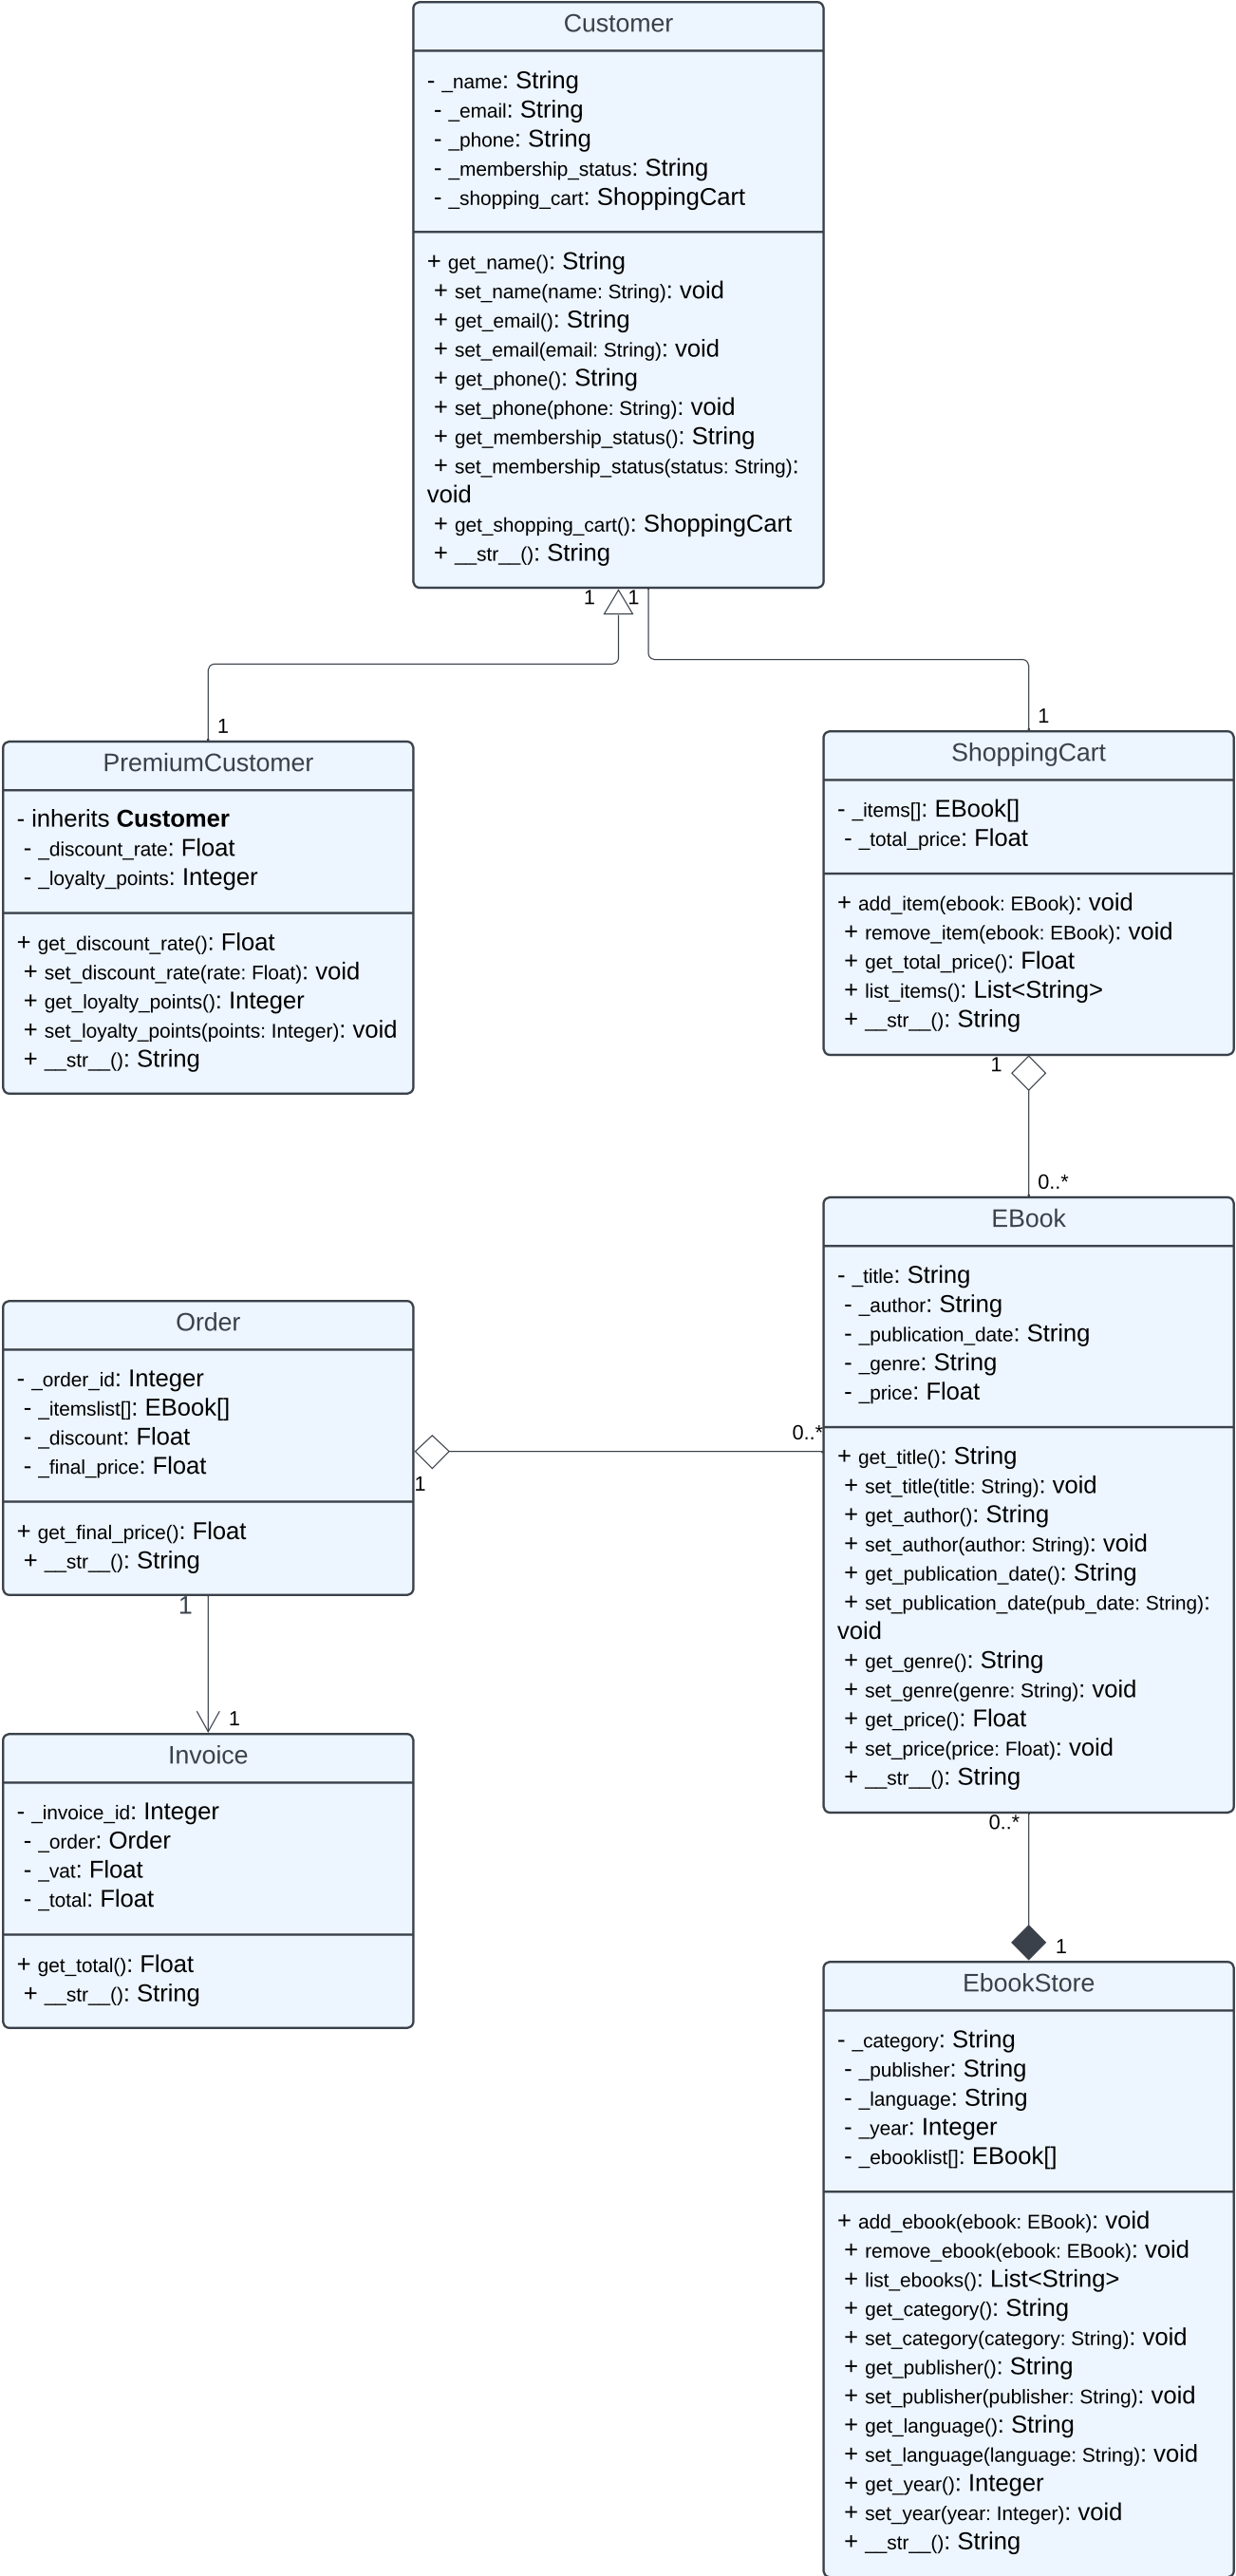 Customer
- _name: String
- _email: String
- _phone: String
- _membership_status: String
- _shopping_cart: ShoppingCart
+ get_name(): String
+ set_name(name: String): void
+ get_email(): String
+ set_email(email: String): void
+ get_phone(): String
+ set_phone(phone: String): void
+ get_membership_status(): String
+ set_membership_status(status: String):
void
+ get_shopping_cart(): ShoppingCart
+ __str__(): String
1
1
1
1
PremiumCustomer
- inherits Customer
- _discount_rate: Float
- _loyalty_points: Integer
+ get_discount_rate(): Float
+ set_discount_rate(rate: Float): void
+ get_loyalty_points(): Integer
+ set_loyalty_points(points: Integer): void
+ __str__(): String
ShoppingCart
- _items[]: EBook[]
- _total_price: Float
+ add_item(ebook: EBook): void
+ remove_item(ebook: EBook): void
+ get_total_price(): Float
+ list_items(): List<String>
+ __str__(): String
1
0..*
EBook
- _title: String
- _author: String
- _publication_date: String
- _genre: String
- _price: Float
+ get_title(): String
+ set_title(title: String): void
+ get_author(): String
+ set_author(author: String): void
+ get_publication_date(): String
+ set_publication_date(pub_date: String):
void
+ get_genre(): String
+ set_genre(genre: String): void
+ get_price(): Float
+ set_price(price: Float): void
+ __str__(): String
Order
- _order_id: Integer
- _itemslist[]: EBook[]
- _discount: Float
- _final_price: Float
+ get_final_price(): Float
+ __str__(): String
0..*
1
1
1
Invoice
- _invoice_id: Integer
- _order: Order
- _vat: Float
- _total: Float
+ get_total(): Float
+ __str__(): String
0..*
1
EbookStore
- _category: String
- _publisher: String
- _language: String
- _year: Integer
- _ebooklist[]: EBook[]
+ add_ebook(ebook: EBook): void
+ remove_ebook(ebook: EBook): void
+ list_ebooks(): List<String>
+ get_category(): String
+ set_category(category: String): void
+ get_publisher(): String
+ set_publisher(publisher: String): void
+ get_language(): String
+ set_language(language: String): void
+ get_year(): Integer
+ set_year(year: Integer): void
+ __str__(): String